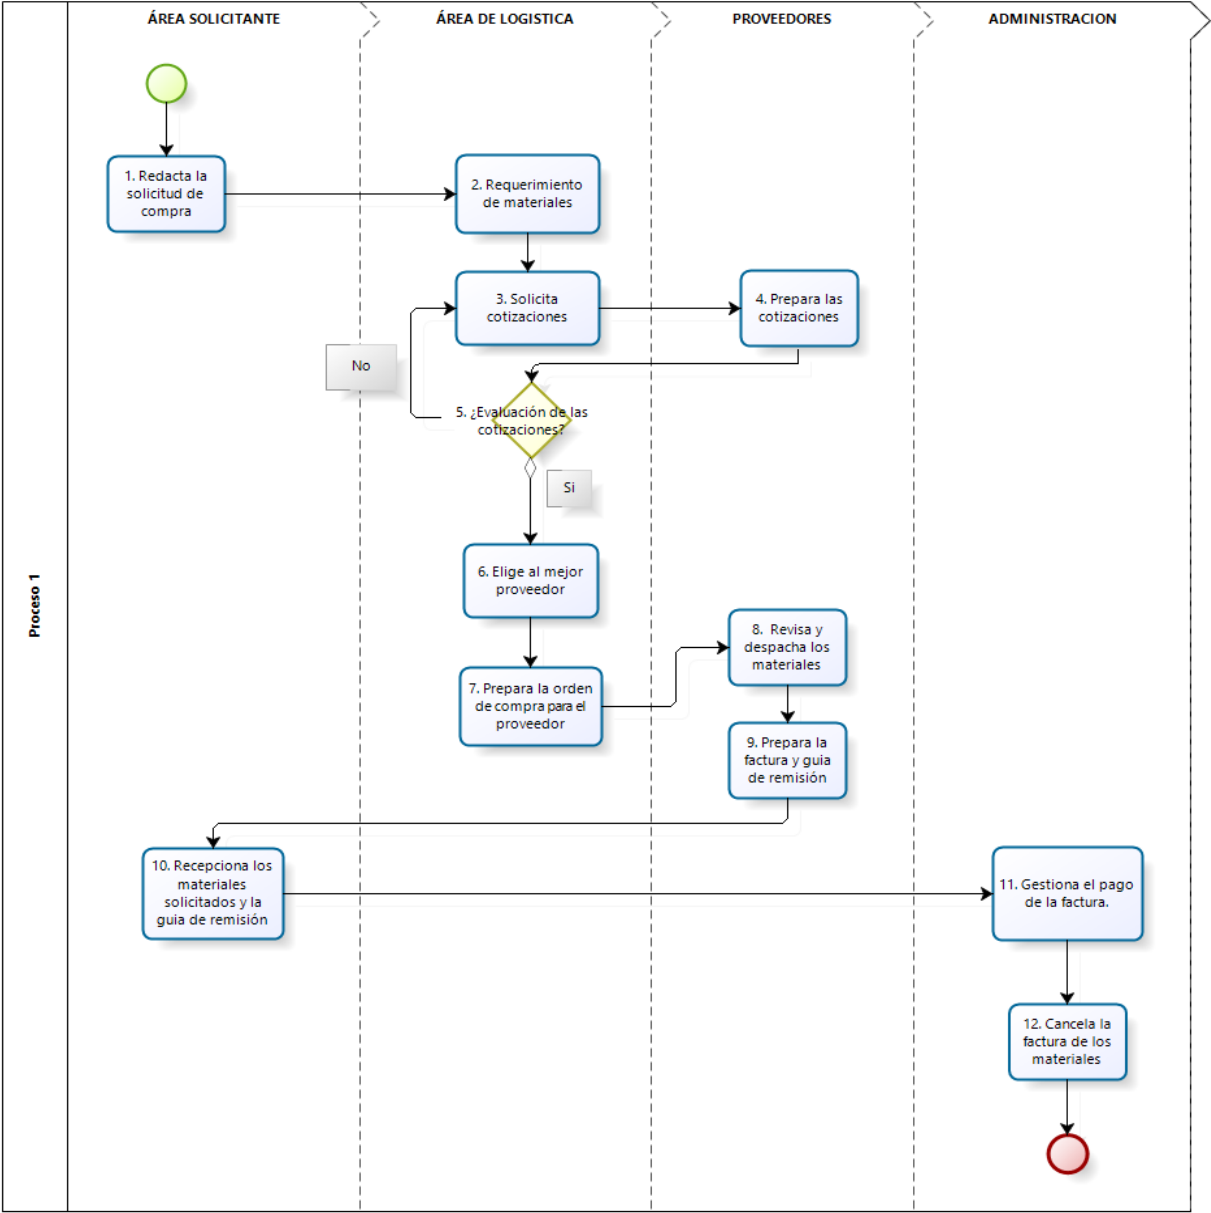 ÁREA SOLICITANTE
ÁREA DE LOGISTICA
PROVEEDORES
ADMINISTRACION
Proceso 1
1. Redacta la
solicitud de
compra
2. Requerimiento
de materiales
3. Solicita
cotizaciones
4. Prepara las
cotizaciones
No
5. ¿Evaluación de las
cotizaciones?
Si
6. Elige al mejor
proveedor
7. Prepara la orden
de compra para el
proveedor
8. Revisa y
despacha los
materiales
9. Prepara la
factura y guia
de remisión
10. Recepciona los
materiales
solicitados y la
guia de remisión
11. Gestiona el pago
de la factura.
12. Cancela la
factura de los
materiales